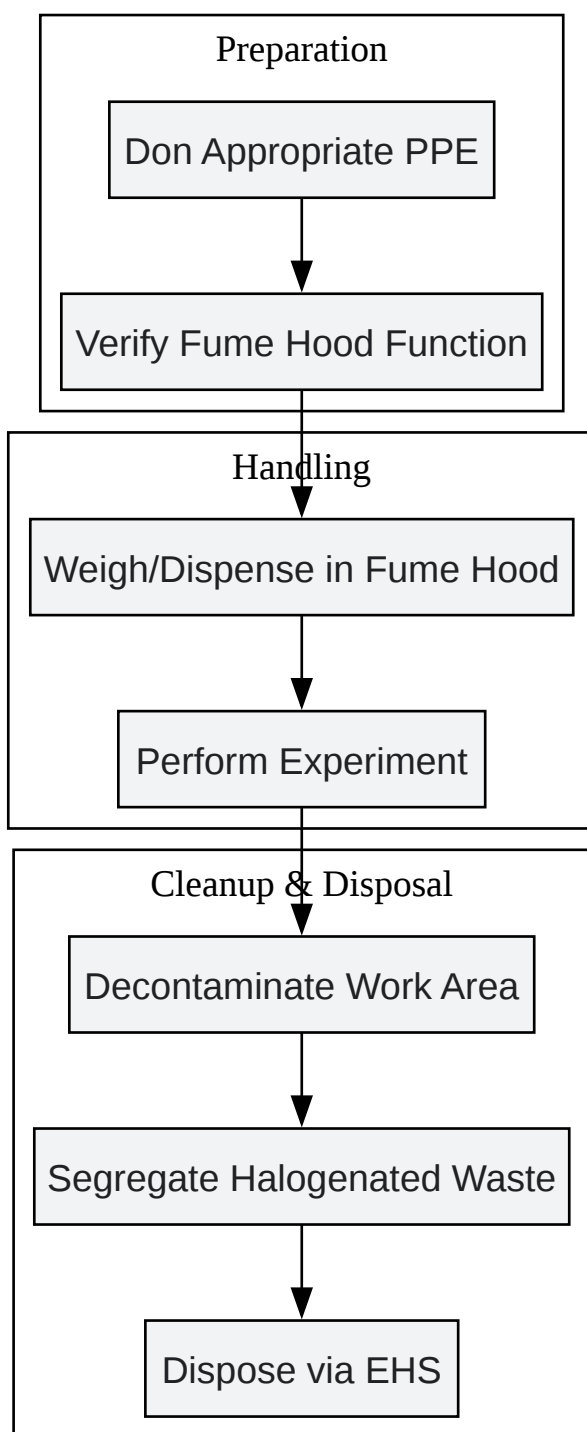 Preparation
Don Appropriate PPE
Verify Fume Hood Function
Handling
Weigh/Dispense in Fume Hood
Perform Experiment
Cleanup & Disposal
Decontaminate Work Area
Segregate Halogenated Waste
Dispose via EHS